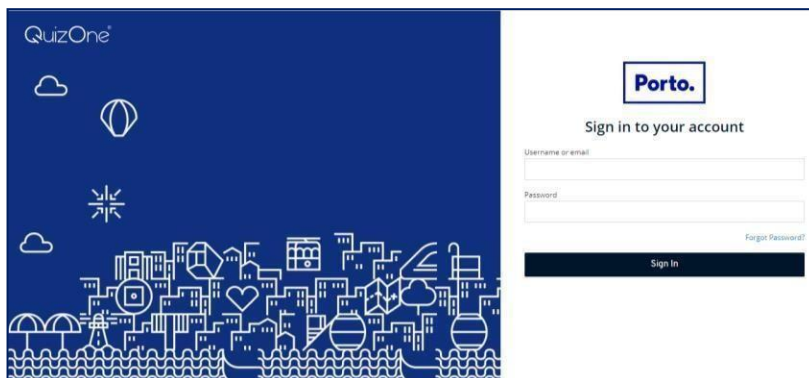 QuizOne®
Porto.
Sign in to your account
Username or email
Password
Forgot Password?
Sign In